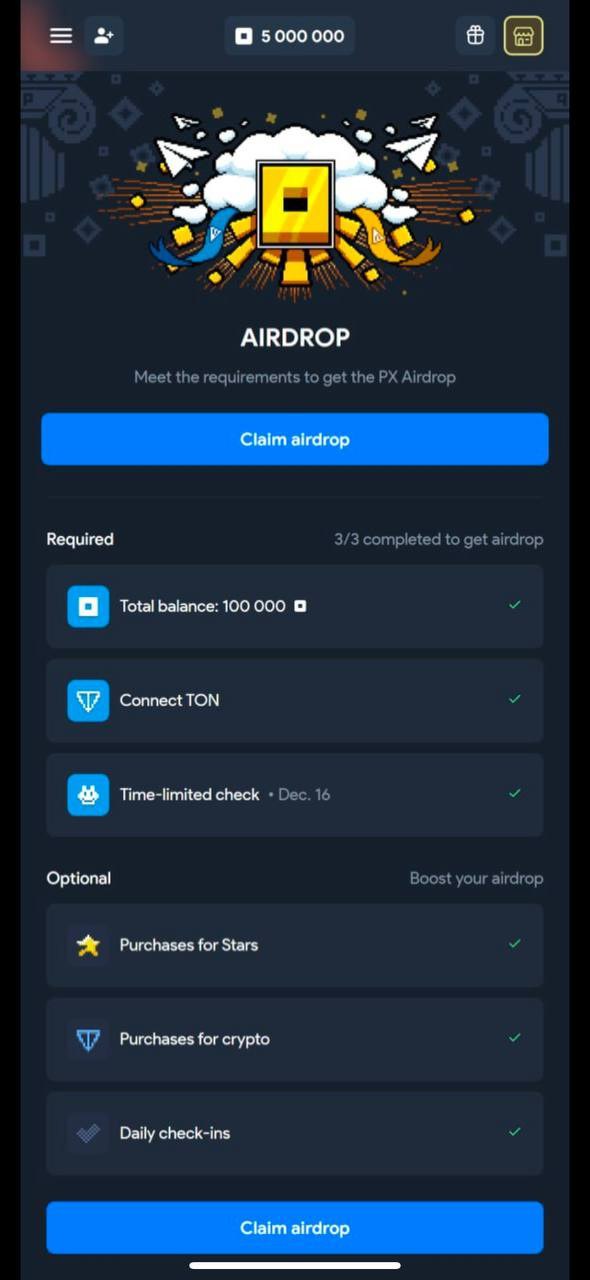 5 000 000
AIRDROP
Meet the requirements to get the PX Airdrop
Claim airdrop
Required 3/3 completed to get airdrop
Total balance: 100 000
Connect TON
Time-limited check • Dec. 16
Optional Boost your airdrop
Purchases for Stars
Purchases for crypto
Daily check-ins
Claim airdrop